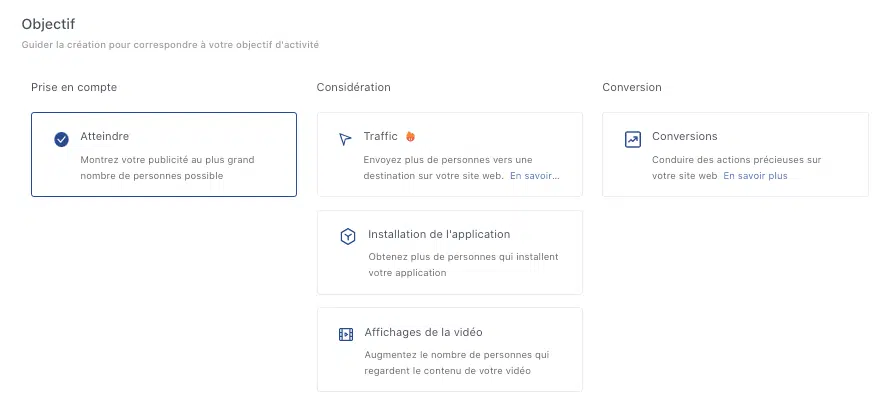 Objectif
Guider la création pour correspondre à votre objectif d'activité
Prise en compte
Considération
Conversion
Atteindre
Montrez votre publicité au plus grand
nombre de personnes possible
Traffic
Envoyez plus de personnes vers une
destination sur votre site web. En savoir...
Conversions
Conduire des actions précieuses sur
votre site web En savoir plus
Installation de l'application
Obtenez plus de personnes qui installent
votre application
Affichages de la vidéo
Augmentez le nombre de personnes qui
regardent le contenu de votre vidéo